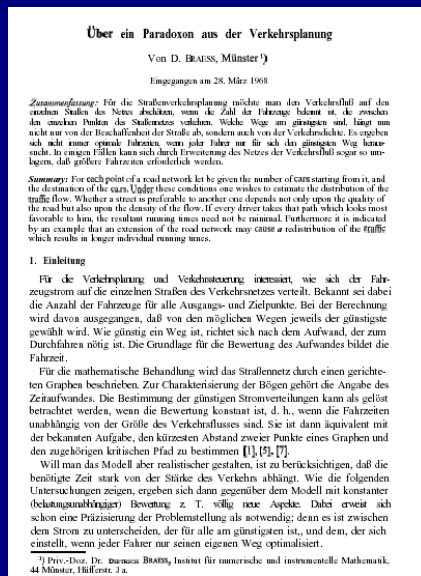 Über ein Paradoxon aus der Verkehrsplanung
Von D. BRAESS, Münster ¹)
Eingegangen am 28. März 1968
Zusammenfassung: Für die Straßenverkehrsplanung möchte man den Verkehrsfluß auf den
einzelnen Straßen des Netzes abschätzen, wenn die Zahl der Fahrzeuge bekannt ist, die zwischen
den einzelnen Punkten des Straßennetzes verkehren. Welche Wege am günstigsten sind, hängt nun
nicht nur von der Beschaffenheit der Straße ab, sondern auch von der Verkehrsdichte. Es ergeben
sich nicht immer optimale Fahrzeiten, wenn jeder Fahrer nur für sich den günstigsten Weg heraus-
sucht. In einigen Fällen kann sich durch Erweiterung des Netzes der Verkehrsfluß sogar so um-
lagern, daß größere Fahrzeiten erforderlich werden.
Summary: For each point of a road network let be given the number of cars starting from it, and
the destination of the cars. Under these conditions one wishes to estimate the distribution of the
traffic flow. Whether a street is preferable to another one depends not only upon the quality of
the road but also upon the density of the flow. If every driver takes that path which looks most
favorable to him, the resultant running times need not be minimal. Furthermore it is indicated
by an example that an extension of the road network may cause a redistribution of the traffic
which results in longer individual running times.
1. Einleitung
Für die Verkehrsplanung und Verkehrssteuerung interessiert, wie sich der Fahr-
zeugstrom auf die einzelnen Straßen des Verkehrsnetzes verteilt. Bekannt sei dabei
die Anzahl der Fahrzeuge für alle Ausgangs- und Zielpunkte. Bei der Berechnung
wird davon ausgegangen, daß von den möglichen Wegen jeweils der günstigste
gewählt wird. Wie günstig ein Weg ist, richtet sich nach dem Aufwand, der zum
Durchfahren nötig ist. Die Grundlage für die Bewertung des Aufwandes bildet die
Fahrzeit.
Für die mathematische Behandlung wird das Straßennetz durch einen gerichte-
ten Graphen beschrieben. Zur Charakterisierung der Bögen gehört die Angabe des
Zeitaufwandes. Die Bestimmung der günstigen Stromverteilungen kann als gelöst
betrachtet werden, wenn die Bewertung konstant ist, d. h., wenn die Fahrzeiten
unabhängig von der Größe des Verkehrsflusses sind. Sie ist dann äquivalent mit
der bekannten Aufgabe, den kürzesten Abstand zweier Punkte eines Graphen und
den zugehörigen kritischen Pfad zu bestimmen [1], [5], [7].
Will man das Modell aber realistischer gestalten, ist zu berücksichtigen, daß die
benötigte Zeit stark von der Stärke des Verkehrs abhängt. Wie die folgenden
Untersuchungen zeigen, ergeben sich dann gegenüber dem Modell mit konstanter
(belastungsunabhängiger) Bewertung z. T. völlig neue Aspekte. Dabei erweist sich
schon eine Präzisierung der Problemstellung als notwendig; denn es ist zwischen
dem Strom zu unterscheiden, der für alle am günstigsten ist,, und dem, der sich
einstellt, wenn jeder Fahrer nur seinen eigenen Weg optimalisiert.
¹) Priv.-Doz. Dr. DIETRICH BRAESS, Institut für numerische und instrumentelle Mathematik,
44 Münster, Hüfferstr. 3 a.